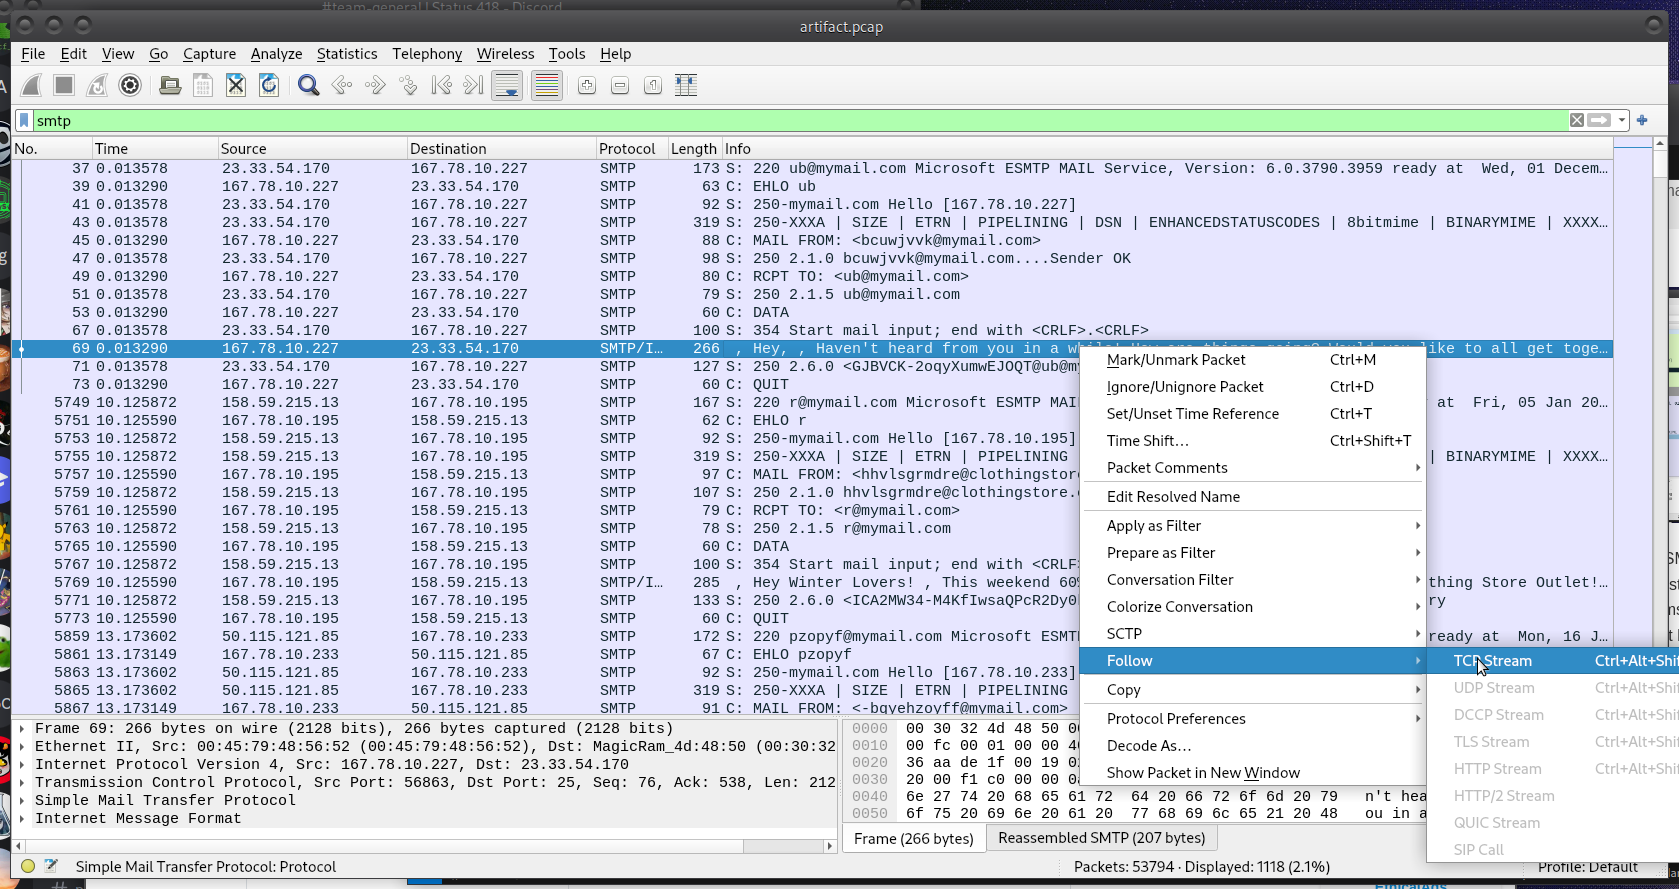 #team-general | Status 418 - Discord
artifact.pcap
File Edit View Go Capture Analyze Statistics Telephony Wireless Tools Help
smtp
No. Time Source Destination Protocol Length Info
37 0.013578 23.33.54.170 167.78.10.227 SMTP 173 S: 220 ub@mymail.com Microsoft ESMTP MAIL Service, Version: 6.0.3790.3959 ready at Wed, 01 Decem…
39 0.013290 167.78.10.227 23.33.54.170 SMTP 63 C: EHLO ub
41 0.013578 23.33.54.170 167.78.10.227 SMTP 92 S: 250-mymail.com Hello [167.78.10.227]
43 0.013578 23.33.54.170 167.78.10.227 SMTP 319 S: 250-XXXA | SIZE | ETRN | PIPELINING | DSN | ENHANCEDSTATUSCODES | 8bitmime | BINARYMIME | XXXX…
45 0.013290 167.78.10.227 23.33.54.170 SMTP 88 C: MAIL FROM: <bcuwjvvk@mymail.com>
47 0.013578 23.33.54.170 167.78.10.227 SMTP 98 S: 250 2.1.0 bcuwjvvk@mymail.com....Sender OK
49 0.013290 167.78.10.227 23.33.54.170 SMTP 80 C: RCPT TO: <ub@mymail.com>
51 0.013578 23.33.54.170 167.78.10.227 SMTP 79 S: 250 2.1.5 ub@mymail.com
53 0.013290 167.78.10.227 23.33.54.170 SMTP 60 C: DATA
67 0.013578 23.33.54.170 167.78.10.227 SMTP 100 S: 354 Start mail input; end with <CRLF>.<CRLF>
69 0.013290 167.78.10.227 23.33.54.170 SMTP/I… 266 , Hey, , Haven't heard from you in a while! How are things going? Would you like to all get toge…
71 0.013578 23.33.54.170 167.78.10.227 SMTP 127 S: 250 2.6.0 <GJBVCK-2oqyXumwEJOQT@ub@my
73 0.013290 167.78.10.227 23.33.54.170 SMTP 60 C: QUIT
5749 10.125872 158.59.215.13 167.78.10.195 SMTP 167 S: 220 r@mymail.com Microsoft ESMTP MAI at Fri, 05 Jan 20…
5751 10.125590 167.78.10.195 158.59.215.13 SMTP 62 C: EHLO r
5753 10.125872 158.59.215.13 167.78.10.195 SMTP 92 S: 250-mymail.com Hello [167.78.10.195]
5755 10.125872 158.59.215.13 167.78.10.195 SMTP 319 S: 250-XXXA | SIZE | ETRN | PIPELINING | BINARYMIME | XXXX…
5757 10.125590 167.78.10.195 158.59.215.13 SMTP 97 C: MAIL FROM: <hhvlsgrmdre@clothingstore
5759 10.125872 158.59.215.13 167.78.10.195 SMTP 107 S: 250 2.1.0 hhvlsgrmdre@clothingstore.
5761 10.125590 167.78.10.195 158.59.215.13 SMTP 79 C: RCPT TO: <r@mymail.com>
5763 10.125872 158.59.215.13 167.78.10.195 SMTP 78 S: 250 2.1.5 r@mymail.com
5765 10.125590 167.78.10.195 158.59.215.13 SMTP 60 C: DATA
5767 10.125872 158.59.215.13 167.78.10.195 SMTP 100 S: 354 Start mail input; end with <CRLF>
5769 10.125590 167.78.10.195 158.59.215.13 SMTP/I… 285 , Hey Winter Lovers! , This weekend 60% thing Store Outlet!…
5771 10.125872 158.59.215.13 167.78.10.195 SMTP 133 S: 250 2.6.0 <ICA2MW34-M4KfIwsaQPcR2Dy0 ry
5773 10.125590 167.78.10.195 158.59.215.13 SMTP 60 C: QUIT
5859 13.173602 50.115.121.85 167.78.10.233 SMTP 172 S: 220 pzopyf@mymail.com Microsoft ESMT ready at Mon, 16 J…
5861 13.173149 167.78.10.233 50.115.121.85 SMTP 67 C: EHLO pzopyf
5863 13.173602 50.115.121.85 167.78.10.233 SMTP 92 S: 250-mymail.com Hello [167.78.10.233]
5865 13.173602 50.115.121.85 167.78.10.233 SMTP 319 S: 250-XXXA | SIZE | ETRN | PIPELINING
5867 13.173149 167.78.10.233 50.115.121.85 SMTP 91 C: MAIL FROM: <-bqyehzoyff@mymail.com>
Mark/Unmark Packet Ctrl+M
Ignore/Unignore Packet Ctrl+D
Set/Unset Time Reference Ctrl+T
Time Shift… Ctrl+Shift+T
Packet Comments
Edit Resolved Name
Apply as Filter
Prepare as Filter
Conversation Filter
Colorize Conversation
SCTP
Follow
Copy
Protocol Preferences
Decode As…
Show Packet in New Window
TCP Stream Ctrl+Alt+Shif
UDP Stream Ctrl+Alt+Shif
DCCP Stream Ctrl+Alt+Shif
TLS Stream Ctrl+Alt+Shif
HTTP Stream Ctrl+Alt+Shif
HTTP/2 Stream
QUIC Stream
SIP Call
Frame 69: 266 bytes on wire (2128 bits), 266 bytes captured (2128 bits)
Ethernet II, Src: 00:45:79:48:56:52 (00:45:79:48:56:52), Dst: MagicRam_4d:48:50 (00:30:32
Internet Protocol Version 4, Src: 167.78.10.227, Dst: 23.33.54.170
Transmission Control Protocol, Src Port: 56863, Dst Port: 25, Seq: 76, Ack: 538, Len: 212
Simple Mail Transfer Protocol
Internet Message Format
0000 00 30 32 4d 48 50 0
0010 00 fc 00 01 00 00 4
0020 36 aa de 1f 00 19 0
0030 20 00 f1 c0 00 00 0
0040 6e 27 74 20 68 65 61 72 64 20 66 72 6f 6d 20 79 n't hea
0050 6f 75 20 69 6e 20 61 20 77 68 69 6c 65 21 20 48 ou in a
Frame (266 bytes) Reassembled SMTP (207 bytes)
Simple Mail Transfer Protocol: Protocol Packets: 53794 · Displayed: 1118 (2.1%) Profile: Default